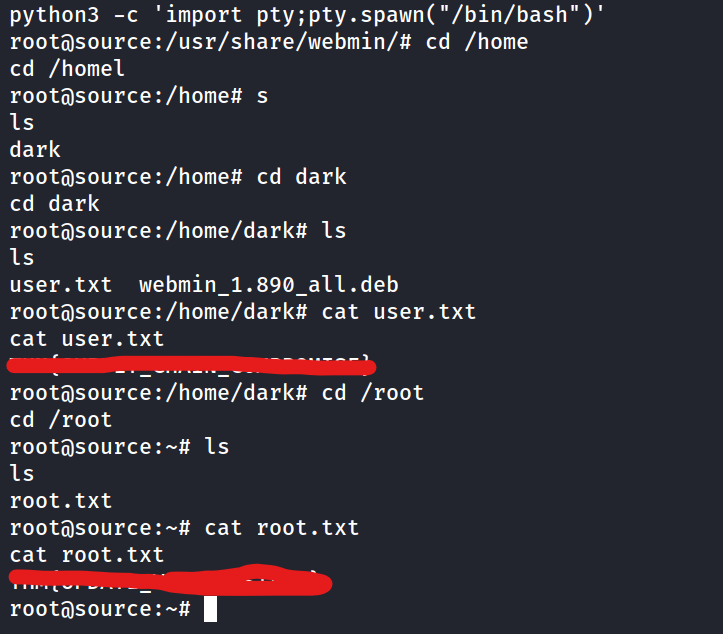 python3 -c 'import pty;pty.spawn("/bin/bash")'
root@source:/usr/share/webmin/# cd /home
cd /homel
root@source:/home# s
ls
dark
root@source:/home# cd dark
cd dark
root@source:/home/dark# ls
ls
user.txt  webmin_1.890_all.deb
root@source:/home/dark# cat user.txt
cat user.txt
root@source:/home/dark# cd /root
cd /root
root@source:~# ls
ls
root.txt
root@source:~# cat root.txt
cat root.txt
root@source:~#